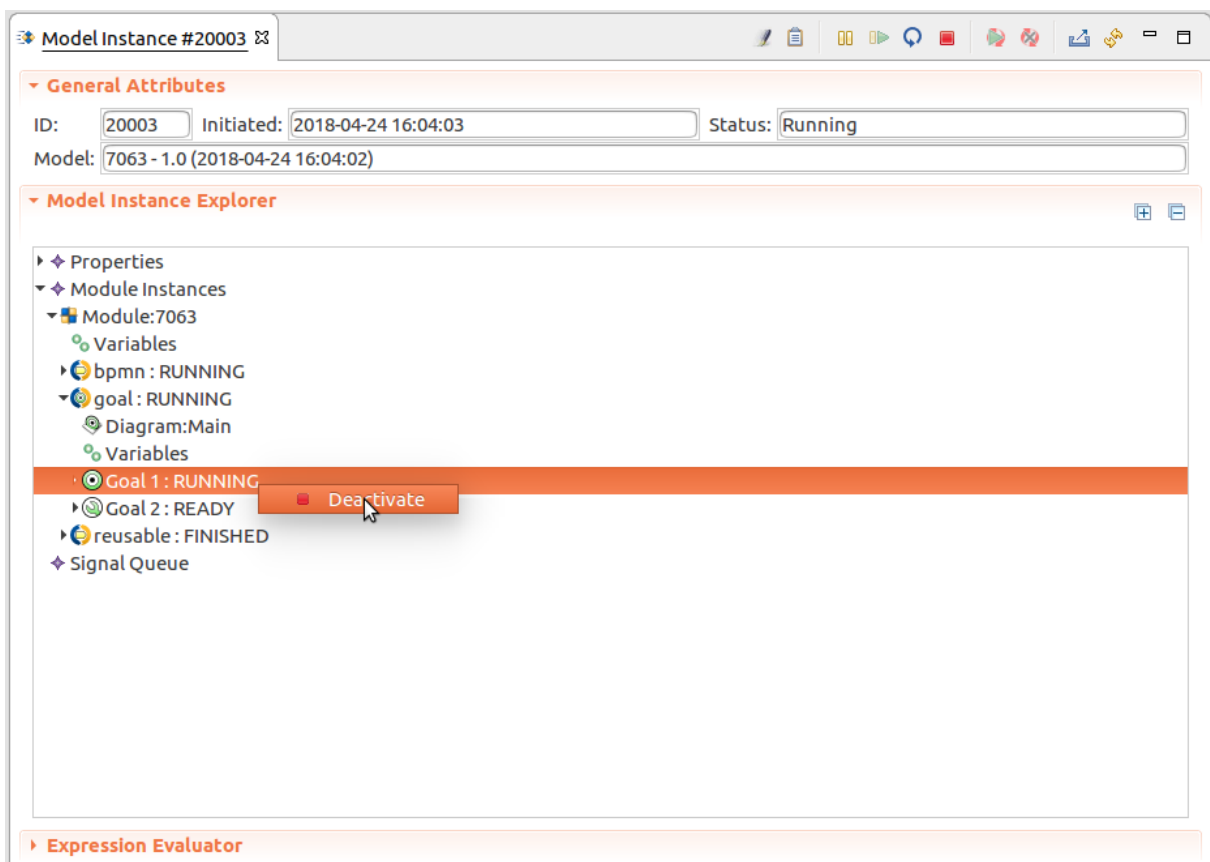 Model Instance #20003
General Attributes
ID: 20003 Initiated: 2018-04-24 16:04:03 Status: Running
Model: 7063 - 1.0 (2018-04-24 16:04:02)
Model Instance Explorer
Properties
Module Instances
Module:7063
Variables
bpmn : RUNNING
goal : RUNNING
Diagram:Main
Variables
Goal 1 : RUNNING
Deactivate
Goal 2 : READY
reusable : FINISHED
Signal Queue
Expression Evaluator